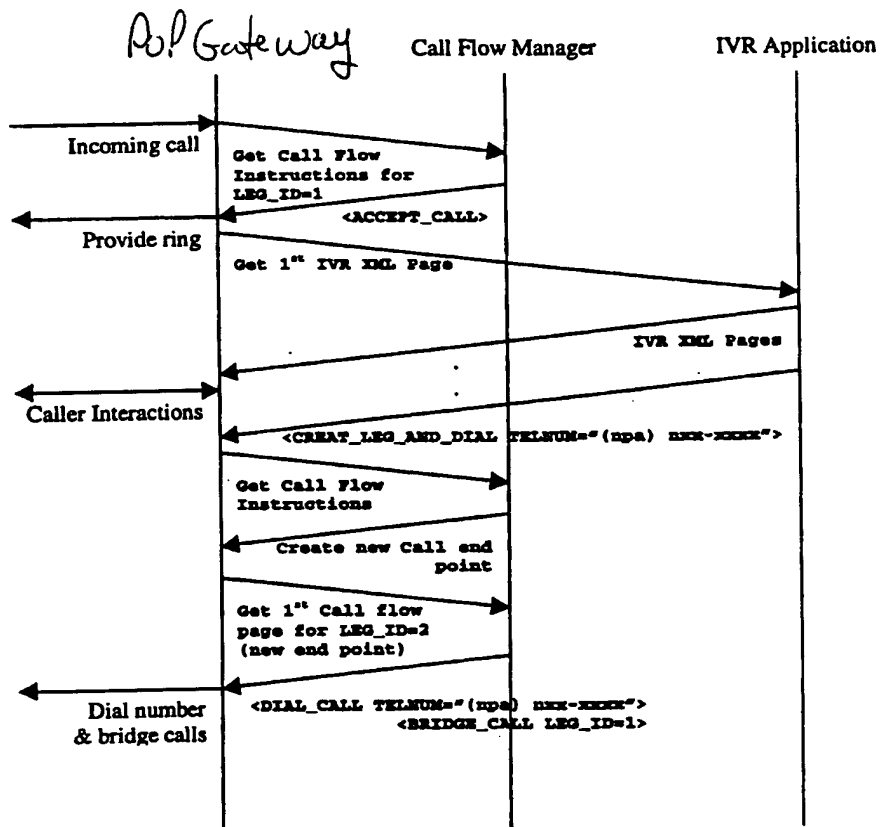 PoP Gateway
Call Flow Manager
IVR Application
Incoming call
Get Call Flow
Instructions for
LEG_ID=1
<ACCEPT_CALL>
Provide ring
Get 1st IVR XML Page
IVR XML Pages
Caller Interactions
<CREAT_LEG_AND_DIAL TELNUM="(npa) nxx-xxxx">
Get Call Flow
Instructions
Create new Call end
point
Get 1st Call flow
page for LEG_ID=2
(new end point)
Dial number
& bridge calls
<DIAL_CALL TELNUM="(npa) nxx-xxxx">
<BRIDGE_CALL LEG_ID=1>